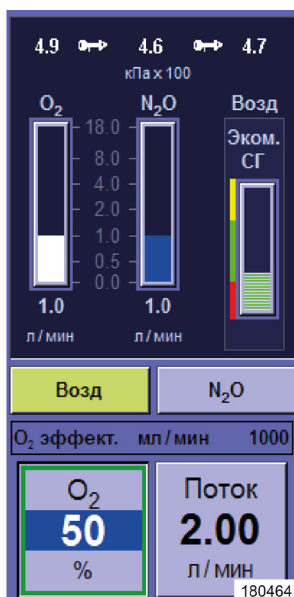 4.9 4.6 4.7
кПа x 100
O₂ N₂O Возд
Эком.
СГ
18.0
8.0
4.0
2.0
1.0
0.5
0.0
1.0 1.0
л/мин л/мин
Возд N₂O
O₂ эффект. мл/мин 1000
O₂ Поток
50 2.00
% л/мин
180464